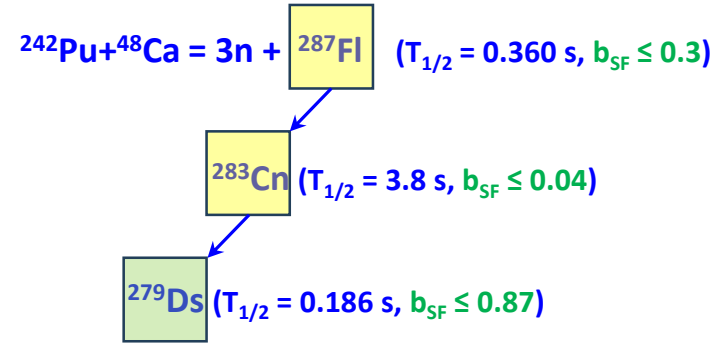 ²⁴²Pu+⁴⁸Ca = 3n + ²⁸⁷Fl (T₁/₂ = 0.360 s, bSF ≤ 0.3)
²⁸³Cn (T₁/₂ = 3.8 s, bSF ≤ 0.04)
²⁷⁹Ds (T₁/₂ = 0.186 s, bSF ≤ 0.87)